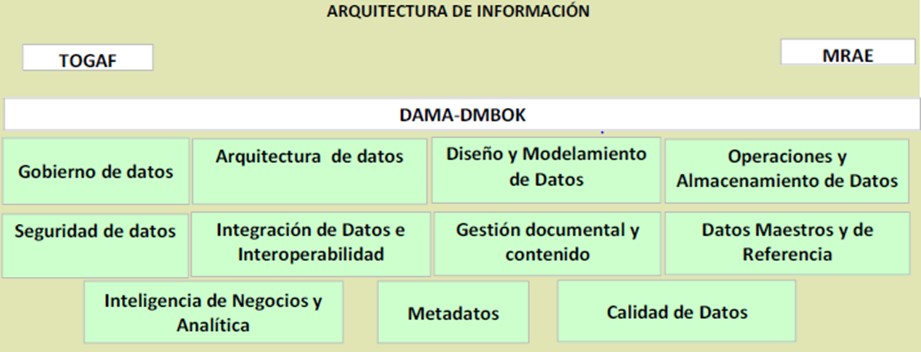 ARQUITECTURA DE INFORMACIÓN
TOGAF
MRAE
DAMA-DMBOK
Gobierno de datos
Arquitectura de datos
Diseño y Modelamiento
de Datos
Operaciones y
Almacenamiento de Datos
Seguridad de datos
Integración de Datos e
Interoperabilidad
Gestión documental y
contenido
Datos Maestros y de
Referencia
Inteligencia de Negocios y
Analítica
Metadatos
Calidad de Datos